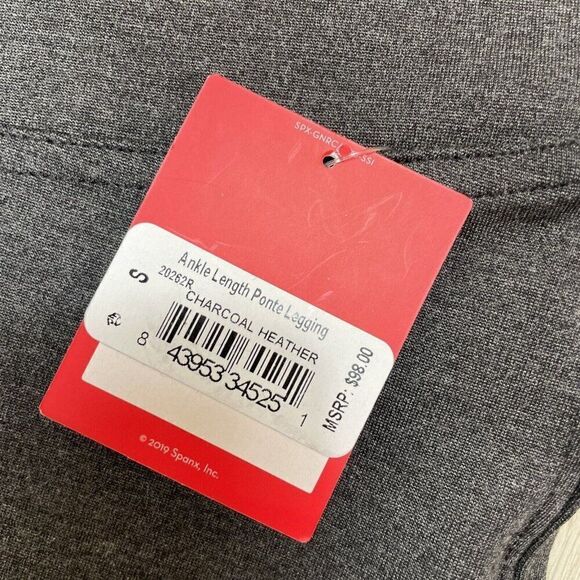 SPX-GNRC
SSI
Ankle Length Ponte Legging
20262R
S
CHARCOAL HEATHER
8 43953 34525 1
MSRP: $98.00
© 2019 Spanx, Inc.